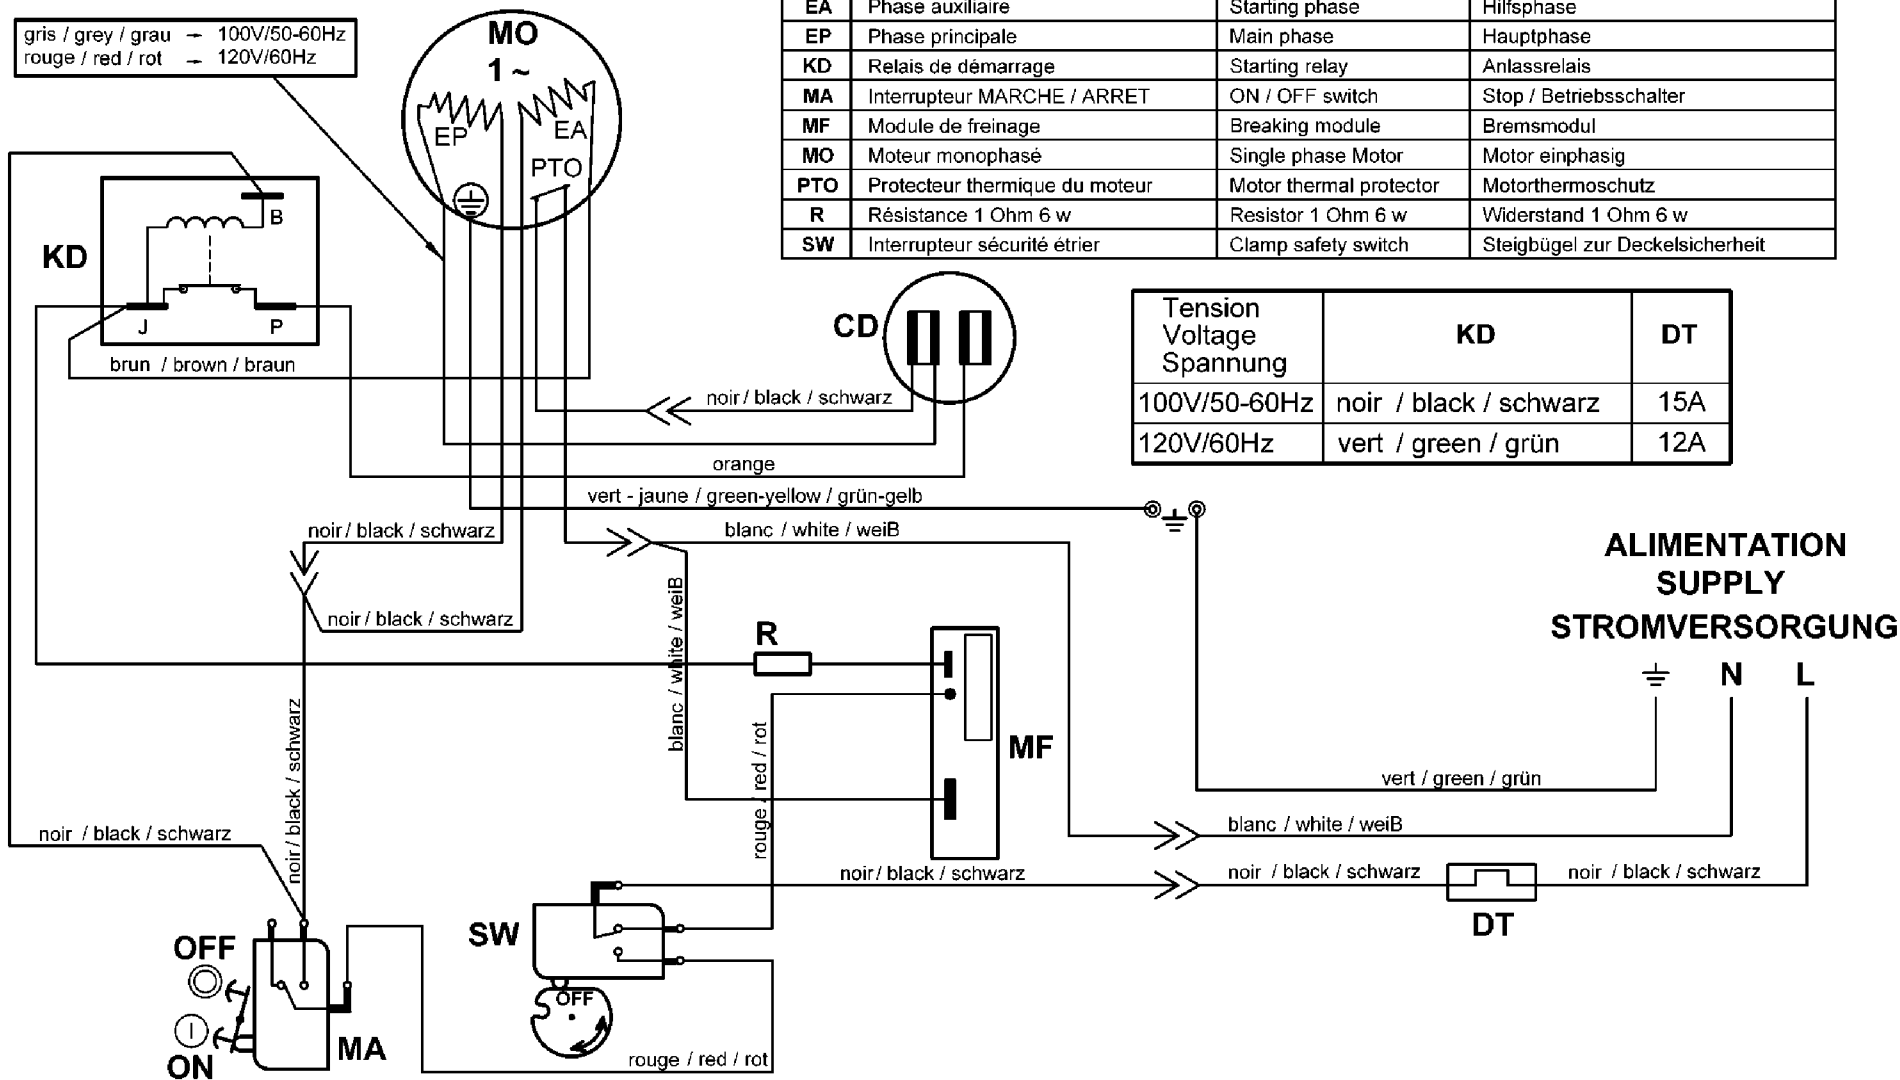 gris / grey / grau → 100V/50-60Hz
rouge / red / rot → 120V/60Hz
MO
1 ~
EP
EA
PTO
EA Phase auxiliaire Starting phase Hilfsphase
EP Phase principale Main phase Hauptphase
KD Relais de démarrage Starting relay Anlassrelais
MA Interrupteur MARCHE / ARRET ON / OFF switch Stop / Betriebsschalter
MF Module de freinage Breaking module Bremsmodul
MO Moteur monophasé Single phase Motor Motor einphasig
PTO Protecteur thermique du moteur Motor thermal protector Motorthermoschutz
R Résistance 1 Ohm 6 w Resistor 1 Ohm 6 w Widerstand 1 Ohm 6 w
SW Interrupteur sécurité étrier Clamp safety switch Steigbügel zur Deckelsicherheit
KD
B
J
P
brun / brown / braun
CD
noir / black / schwarz
orange
vert - jaune / green-yellow / grün-gelb
Tension
Voltage
Spannung
KD
DT
100V/50-60Hz noir / black / schwarz 15A
120V/60Hz vert / green / grün 12A
noir / black / schwarz
blanc / white / weiB
noir / black / schwarz
blanc / white / weiB
ALIMENTATION
SUPPLY
STROMVERSORGUNG
N
L
R
MF
rouge / red / rot
noir / black / schwarz
vert / green / grün
blanc / white / weiB
noir / black / schwarz
noir / black / schwarz
noir / black / schwarz
noir / black / schwarz
DT
SW
OFF
OFF
ON
MA
rouge / red / rot